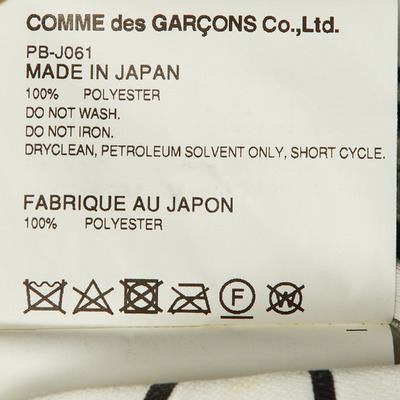 COMME des GARÇONS Co.,Ltd.
PB-J061
MADE IN JAPAN
100% POLYESTER
DO NOT WASH.
DO NOT IRON.
DRYCLEAN, PETROLEUM SOLVENT ONLY, SHORT CYCLE.
FABRIQUE AU JAPON
100% POLYESTER
F W